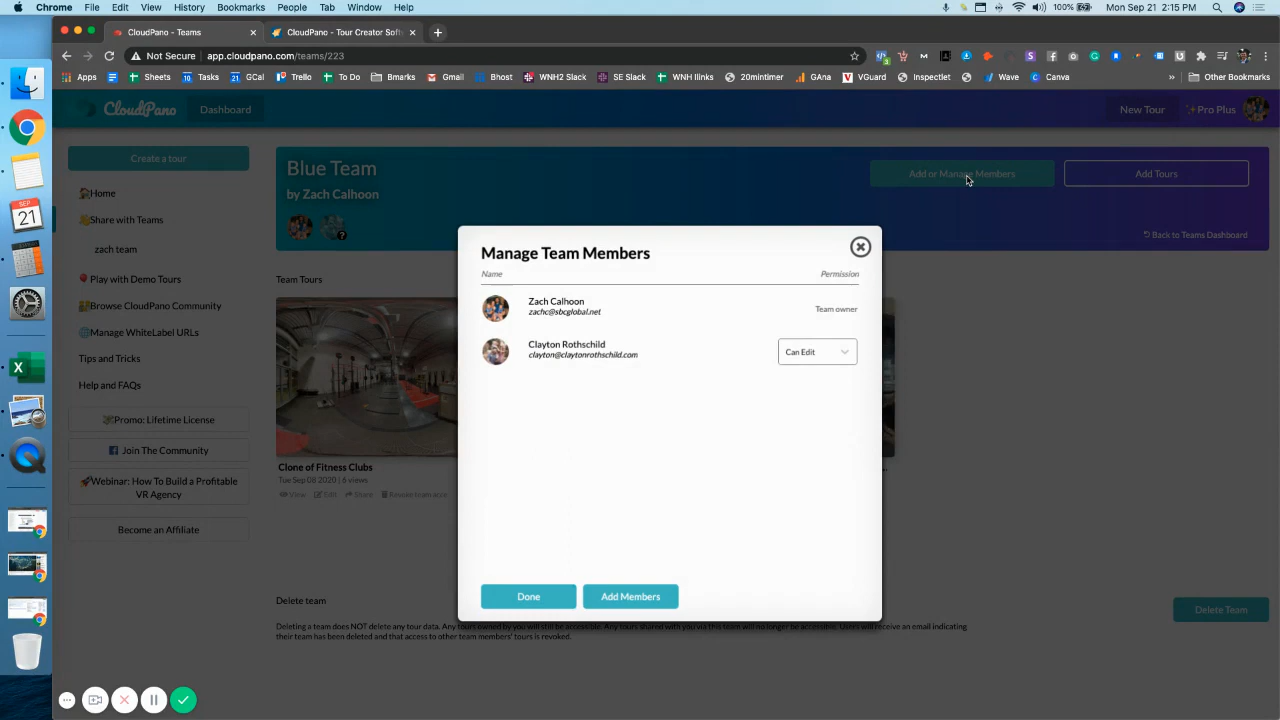 Chrome File Edit View History Bookmarks People Tab Window Help
100% Mon Sep 21 2:15 PM
CloudPano - Teams
CloudPano - Tour Creator Soft
Not Secure app.cloudpano.com/teams/223
Apps Sheets Tasks GCal Trello To Do Bmarks Gmail Bhost WNH2 Slack SE Slack WNH Ilinks 20mintimer GAna VGuard Inspectlet Wave Canva » Other Bookmarks
CloudPano Dashboard New Tour Pro Plus
Create a tour
Home
Share with Teams
zach team
Play with Demo Tours
Browse CloudPano Community
Manage WhiteLabel URLs
Tips and Tricks
Help and FAQs
Promo: Lifetime License
Join The Community
Webinar: How To Build a Profitable
VR Agency
Become an Affiliate
Blue Team
by Zach Calhoon
Add or Manage Members
Add Tours
Back to Teams Dashboard
Team Tours
Clone of Fitness Clubs
Tue Sep 08 2020 | 6 views
View Edit Share Revoke team acce
Manage Team Members
Name Permission
Zach Calhoon
zachc@sbcglobal.net
Team owner
Clayton Rothschild
clayton@claytonrothschild.com
Can Edit
Done Add Members
Delete team
Deleting a team does NOT delete any tour data. Any tours owned by you will still be accessible. Any tours shared with you via this team will no longer be accessible. Users will receive an email indicating
their team has been deleted and that access to other team members' tours is revoked.
Delete Team
SEP
21